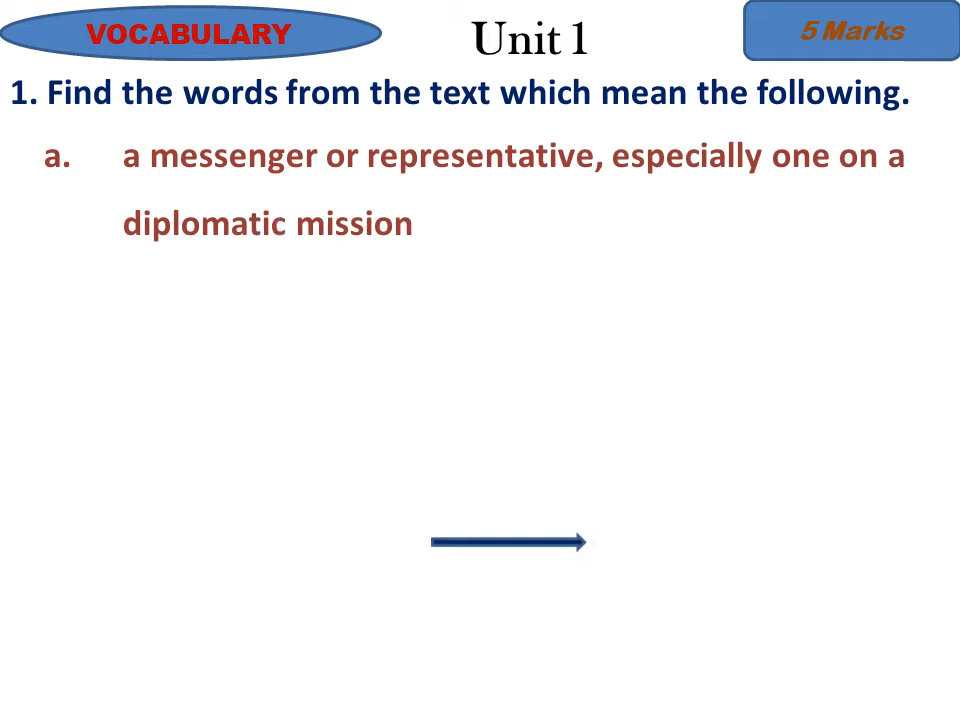 VOCABULARY
Unit 1
5 Marks
1. Find the words from the text which mean the following.
a. a messenger or representative, especially one on a
diplomatic mission